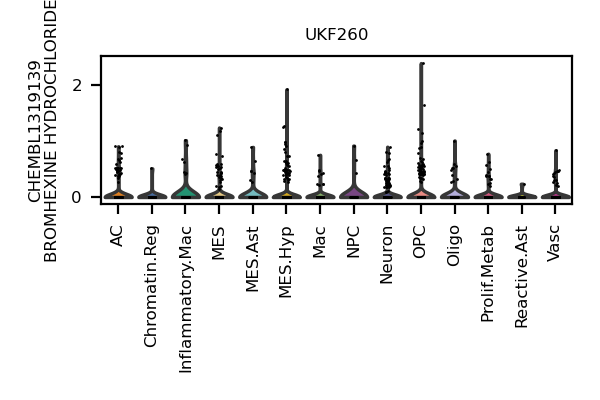 UKF260
CHEMBL1319139
BROMHEXINE HYDROCHLORIDE
2
0
AC
Chromatin.Reg
Inflammatory.Mac
MES
MES.Ast
MES.Hyp
Mac
NPC
Neuron
OPC
Oligo
Prolif.Metab
Reactive.Ast
Vasc